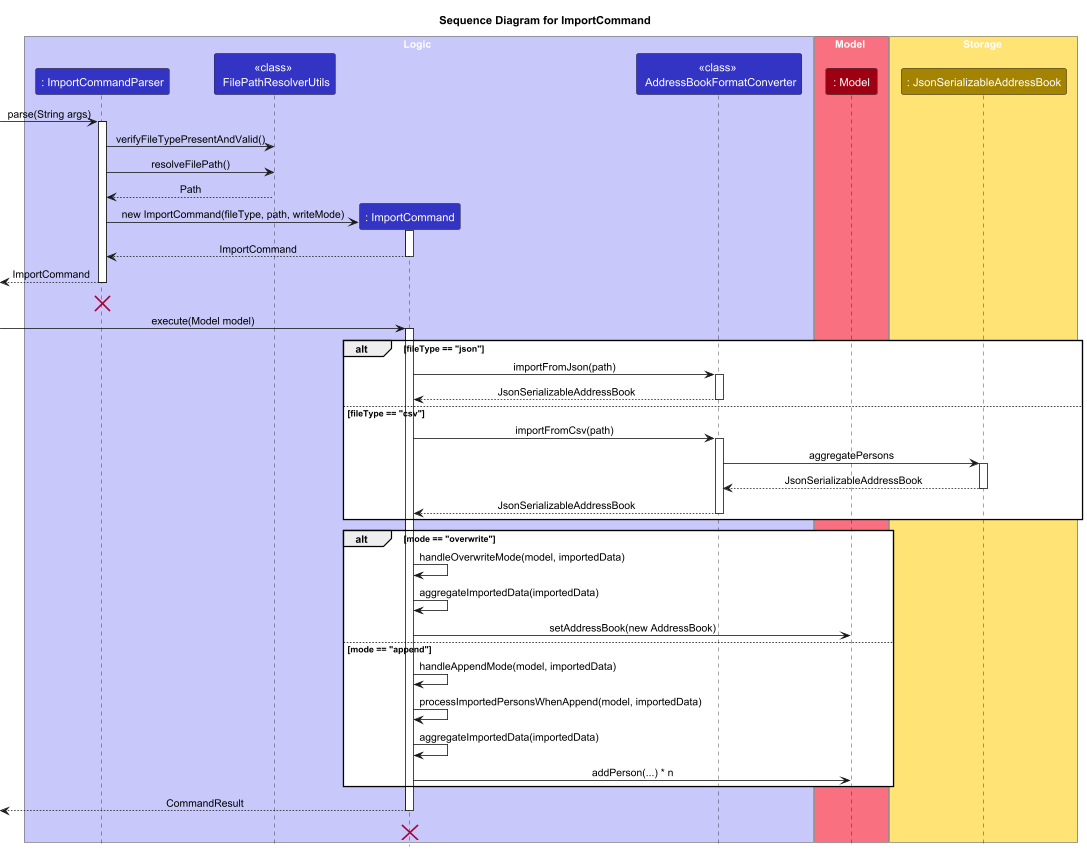 Sequence Diagram for ImportCommand
Logic
Model
Storage
: ImportCommandParser
«class»
FilePathResolverUtils
«class»
AddressBookFormatConverter
: Model
: JsonSerializableAddressBook
parse(String args)
verifyFileTypePresentAndValid()
resolveFilePath()
Path
new ImportCommand(fileType, path, writeMode)
: ImportCommand
ImportCommand
ImportCommand
execute(Model model)
alt
[fileType == "json"]
importFromJson(path)
JsonSerializableAddressBook
[fileType == "csv"]
importFromCsv(path)
aggregatePersons
JsonSerializableAddressBook
JsonSerializableAddressBook
alt
[mode == "overwrite"]
handleOverwriteMode(model, importedData)
aggregateImportedData(importedData)
setAddressBook(new AddressBook)
[mode == "append"]
handleAppendMode(model, importedData)
processImportedPersonsWhenAppend(model, importedData)
aggregateImportedData(importedData)
addPerson(...) * n
CommandResult